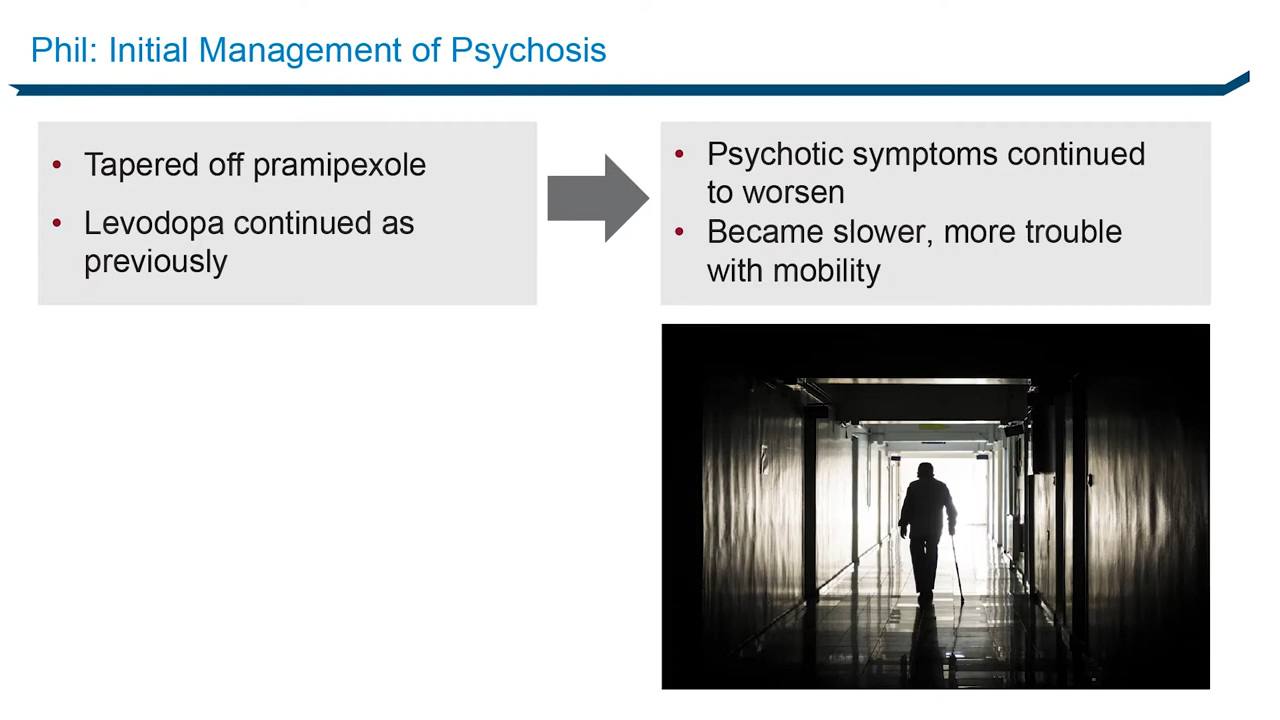 Phil: Initial Management of Psychosis
• Tapered off pramipexole
• Levodopa continued as
previously
• Psychotic symptoms continued
to worsen
• Became slower, more trouble
with mobility